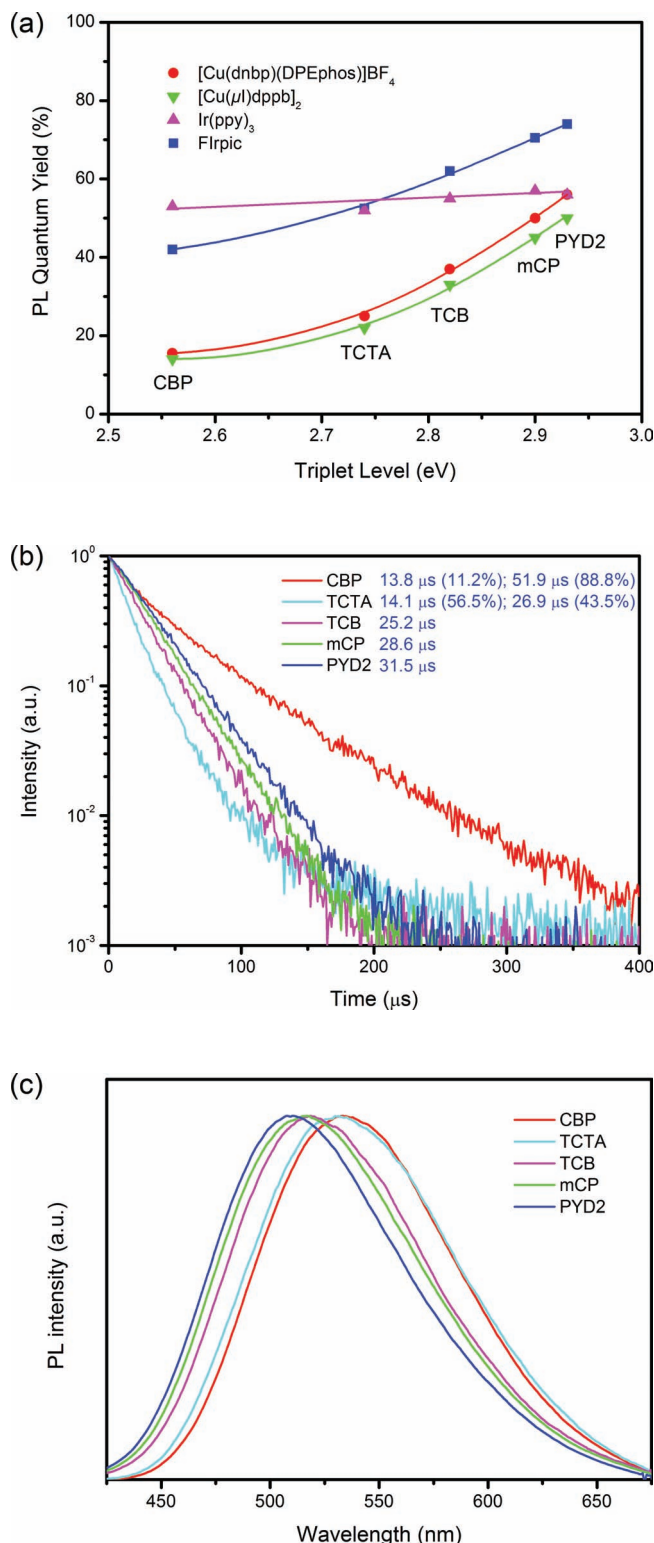 (a)
100
80
60
40
20
0
PL Quantum Yield (%)
[Cu(dnbp)(DPEphos)]BF4
[Cu(μI)dppb]2
Ir(ppy)3
FIrpic
CBP
TCTA
TCB
mCP
PYD2
2.5 2.6 2.7 2.8 2.9 3.0
Triplet Level (eV)
(b)
10^0
10^-1
10^-2
10^-3
Intensity (a.u.)
CBP 13.8 μs (11.2%); 51.9 μs (88.8%)
TCTA 14.1 μs (56.5%); 26.9 μs (43.5%)
TCB 25.2 μs
mCP 28.6 μs
PYD2 31.5 μs
0 100 200 300 400
Time (μs)
(c)
PL intensity (a.u.)
CBP
TCTA
TCB
mCP
PYD2
450 500 550 600 650
Wavelength (nm)